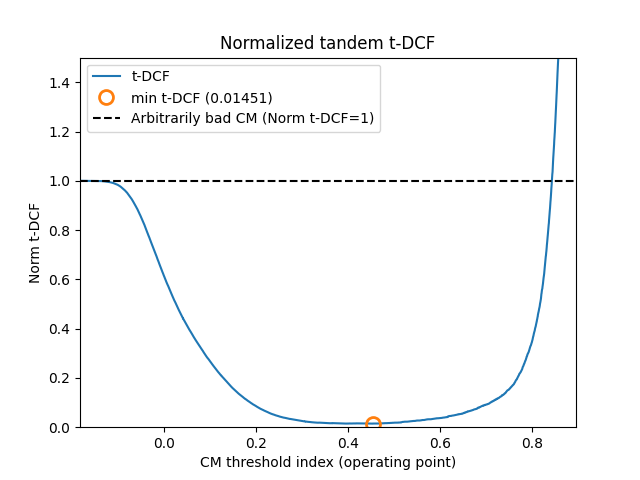 Normalized tandem t-DCF
t-DCF
min t-DCF (0.01451)
Arbitrarily bad CM (Norm t-DCF=1)
Norm t-DCF
1.4
1.2
1.0
0.8
0.6
0.4
0.2
0.0
0.0 0.2 0.4 0.6 0.8
CM threshold index (operating point)